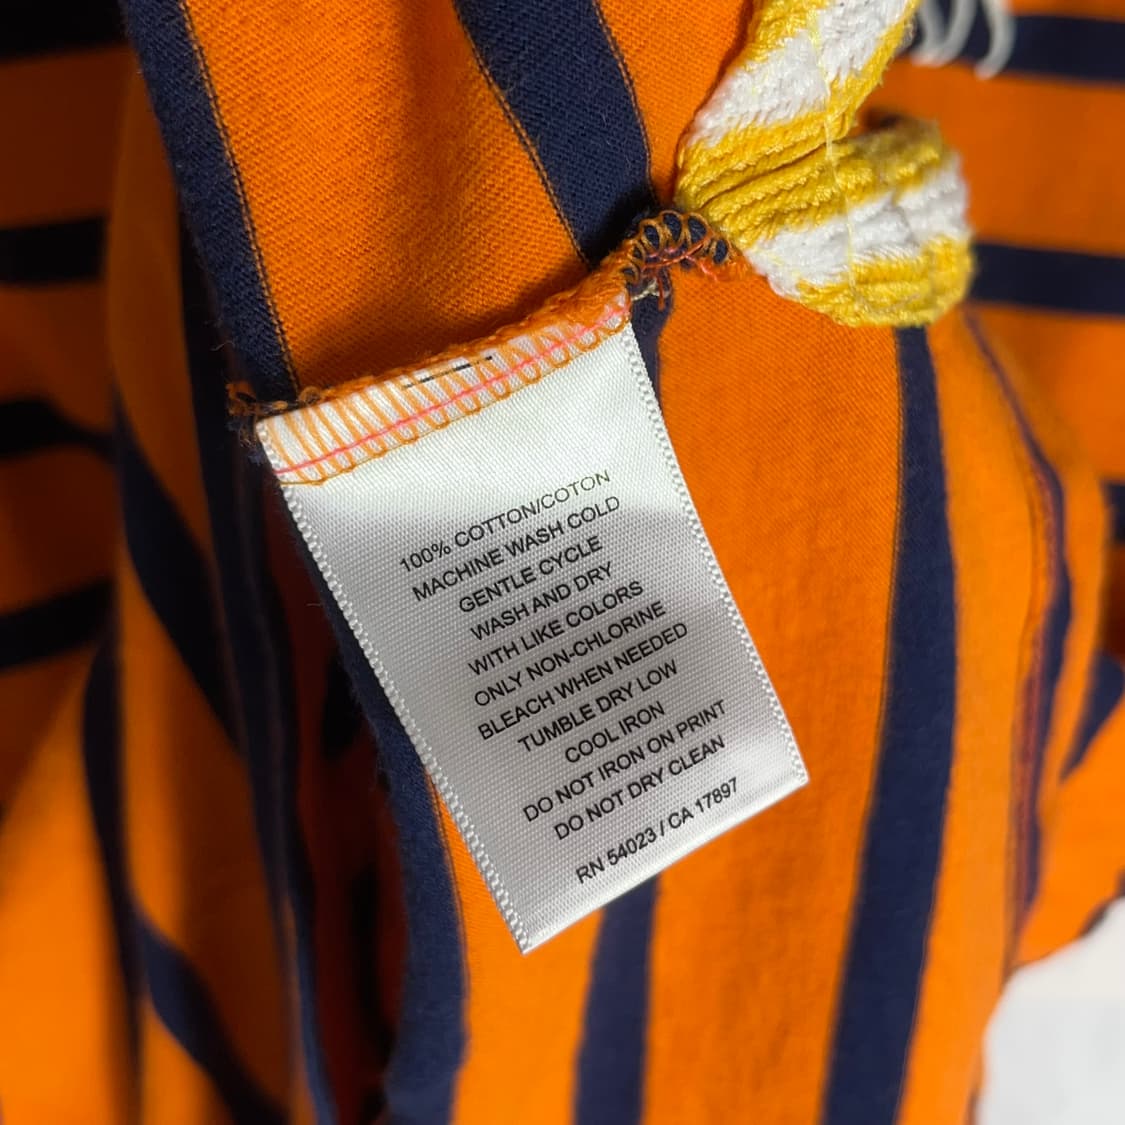 100% COTTON/COTON
MACHINE WASH COLD
GENTLE CYCLE
WASH AND DRY
WITH LIKE COLORS
ONLY NON-CHLORINE
BLEACH WHEN NEEDED
TUMBLE DRY LOW
COOL IRON
DO NOT IRON ON PRINT
DO NOT DRY CLEAN
RN 54023 / CA 17897